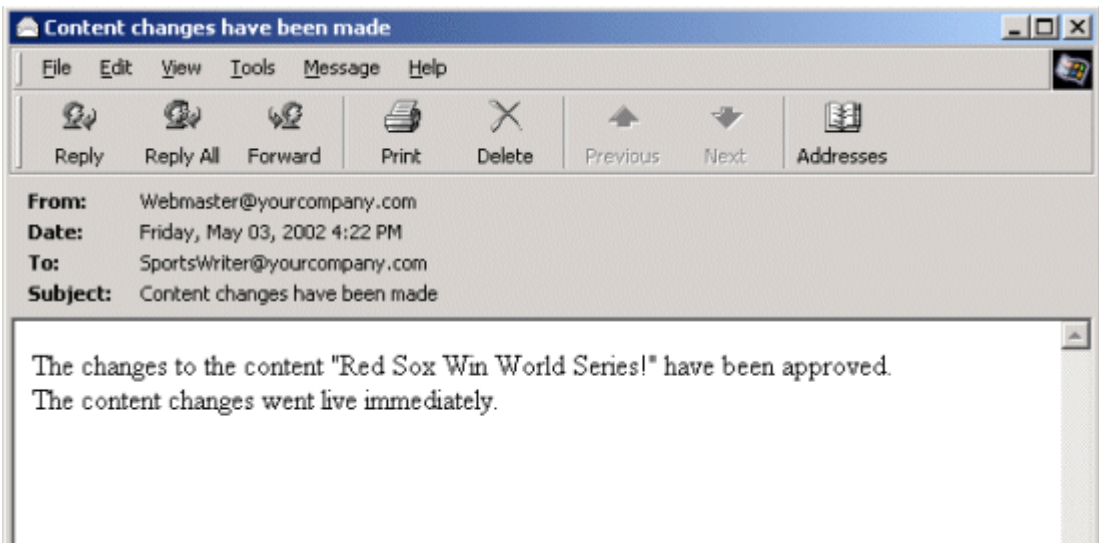 Content changes have been made
File Edit View Tools Message Help
Reply Reply All Forward Print Delete Previous Next Addresses
From: Webmaster@yourcompany.com
Date: Friday, May 03, 2002 4:22 PM
To: SportsWriter@yourcompany.com
Subject: Content changes have been made
The changes to the content "Red Sox Win World Series!" have been approved.
The content changes went live immediately.